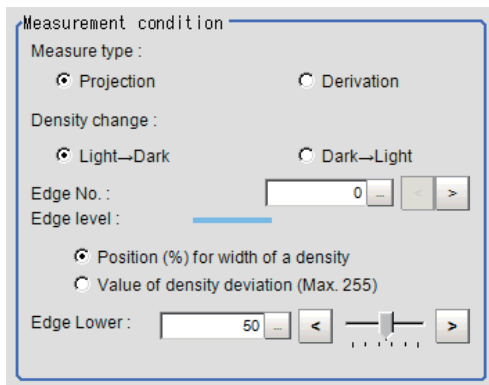 Measurement condition
Measure type :
Projection Derivation
Density change :
Light→Dark Dark→Light
Edge No. : 0 ... < >
Edge level :
Position (%) for width of a density
Value of density deviation (Max. 255)
Edge Lower : 50 ... < >